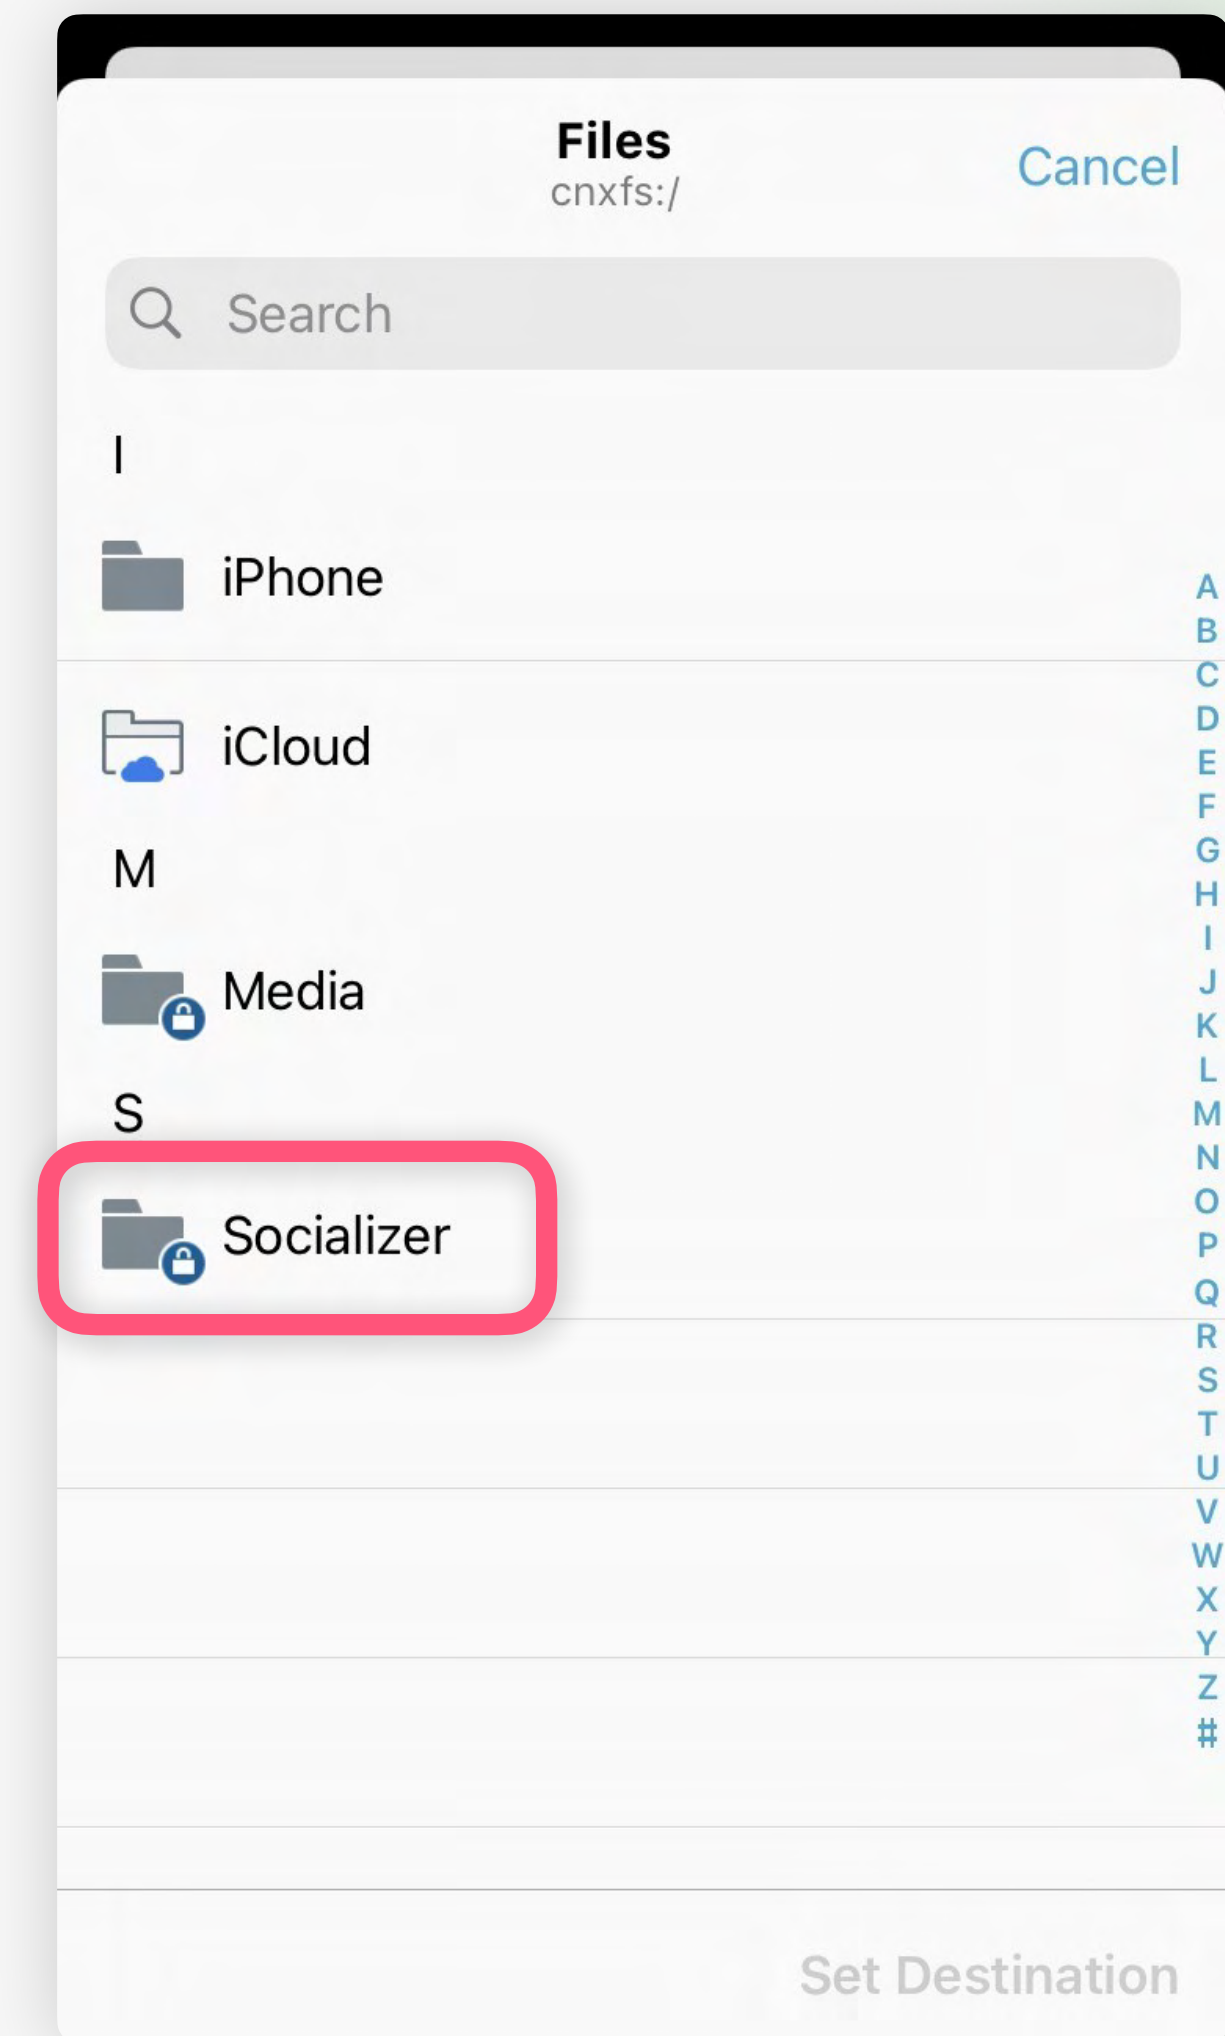 Files
cnxfs:/
Cancel
Search
I
iPhone
iCloud
M
Media
S
Socializer
A
B
C
D
E
F
G
H
I
J
K
L
M
N
O
P
Q
R
S
T
U
V
W
X
Y
Z
#
Set Destination